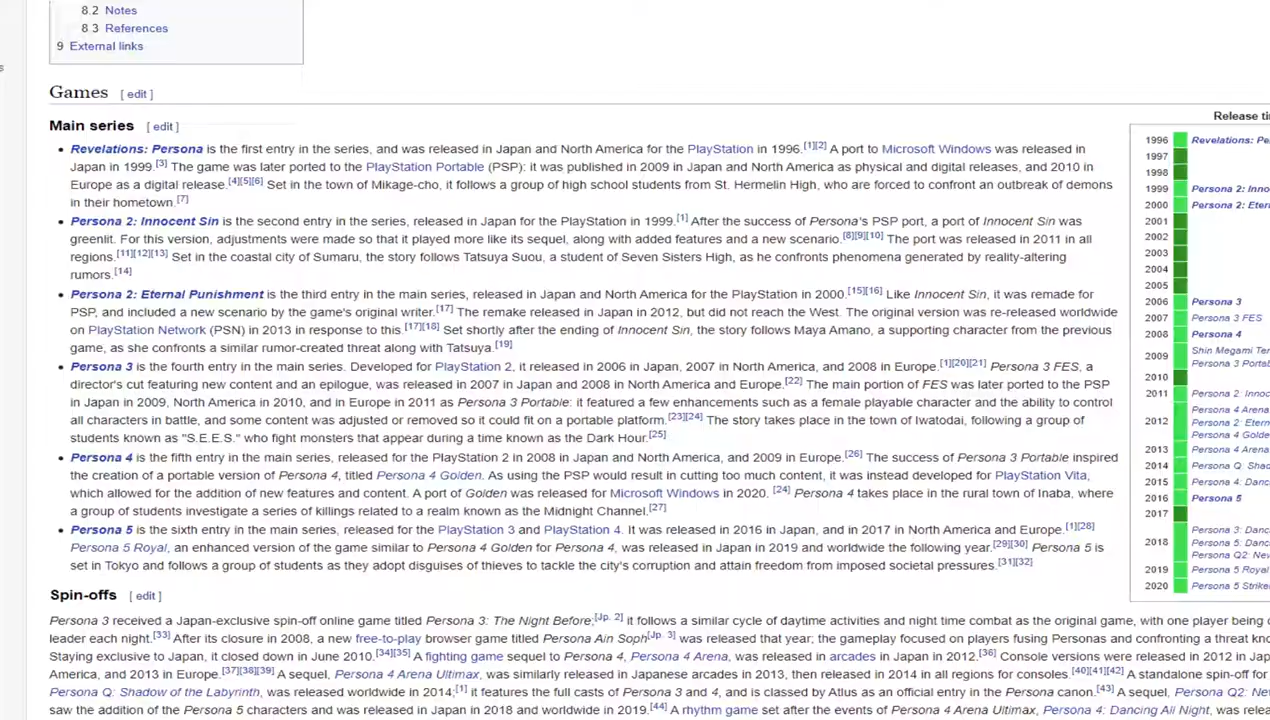 8.2 Notes
8 3 References
9 External links
s
Games [ edit ]
Main series [ edit ]
Revelations: Persona is the first entry in the series, and was released in Japan and North America for the PlayStation in 1996.[1][2] A port to Microsoft Windows was released in
Japan in 1999.[3] The game was later ported to the PlayStation Portable (PSP): it was published in 2009 in Japan and North America as physical and digital releases, and 2010 in
Europe as a digital release.[4][5][6] Set in the town of Mikage-cho, it follows a group of high school students from St. Hermelin High, who are forced to confront an outbreak of demons
in their hometown.[7]
Persona 2: Innocent Sin is the second entry in the series, released in Japan for the PlayStation in 1999.[1] After the success of Persona's PSP port, a port of Innocent Sin was
greenlit. For this version, adjustments were made so that it played more like its sequel, along with added features and a new scenario.[8][9][10] The port was released in 2011 in all
regions.[11][12][13] Set in the coastal city of Sumaru, the story follows Tatsuya Suou, a student of Seven Sisters High, as he confronts phenomena generated by reality-altering
rumors.[14]
Persona 2: Eternal Punishment is the third entry in the main series, released in Japan and North America for the PlayStation in 2000.[15][16] Like Innocent Sin, it was remade for
PSP, and included a new scenario by the game's original writer.[17] The remake released in Japan in 2012, but did not reach the West. The original version was re-released worldwide
on PlayStation Network (PSN) in 2013 in response to this.[17][18] Set shortly after the ending of Innocent Sin, the story follows Maya Amano, a supporting character from the previous
game, as she confronts a similar rumor-created threat along with Tatsuya.[19]
Persona 3 is the fourth entry in the main series. Developed for PlayStation 2, it released in 2006 in Japan, 2007 in North America, and 2008 in Europe.[1][20][21] Persona 3 FES, a
director's cut featuring new content and an epilogue, was released in 2007 in Japan and 2008 in North America and Europe.[22] The main portion of FES was later ported to the PSP
in Japan in 2009, North America in 2010, and in Europe in 2011 as Persona 3 Portable: it featured a few enhancements such as a female playable character and the ability to control
all characters in battle, and some content was adjusted or removed so it could fit on a portable platform.[23][24] The story takes place in the town of Iwatodai, following a group of
students known as "S.E.E.S." who fight monsters that appear during a time known as the Dark Hour.[25]
Persona 4 is the fifth entry in the main series, released for the PlayStation 2 in 2008 in Japan and North America, and 2009 in Europe.[26] The success of Persona 3 Portable inspired
the creation of a portable version of Persona 4, titled Persona 4 Golden. As using the PSP would result in cutting too much content, it was instead developed for PlayStation Vita,
which allowed for the addition of new features and content. A port of Golden was released for Microsoft Windows in 2020. [24] Persona 4 takes place in the rural town of Inaba, where
a group of students investigate a series of killings related to a realm known as the Midnight Channel.[27]
Persona 5 is the sixth entry in the main series, released for the PlayStation 3 and PlayStation 4. It was released in 2016 in Japan, and in 2017 in North America and Europe.[1][28]
Persona 5 Royal, an enhanced version of the game similar to Persona 4 Golden for Persona 4, was released in Japan in 2019 and worldwide the following year.[29][30] Persona 5 is
set in Tokyo and follows a group of students as they adopt disguises of thieves to tackle the city's corruption and attain freedom from imposed societal pressures.[31][32]
Release ti
1996 Revelations: Pe
1997
1998
1999 Persona 2: Inno
2000 Persona 2: Eter
2001
2002
2003
2004
2005
2006 Persona 3
2007 Persona 3 FES
2008 Persona 4
2009 Shin Megami Ten
Persona 3 Portab
2010
2011 Persona 2: Innoc
2012 Persona 4 Arena
Persona 2: Etern
Persona 4 Golde
2013 Persona 4 Arena
2014 Persona Q: Shad
2015 Persona 4: Danc
2016 Persona 5
2017
2018 Persona 3: Danc
Persona 5: Danc
Persona Q2: Nev
2019 Persona 5 Royal
2020 Persona 5 Strike
Spin-offs [ edit ]
Persona 3 received a Japan-exclusive spin-off online game titled Persona 3: The Night Before;[Jp. 2] it follows a similar cycle of daytime activities and night time combat as the original game, with one player being c
leader each night.[33] After its closure in 2008, a new free-to-play browser game titled Persona Ain Soph[Jp. 3] was released that year; the gameplay focused on players fusing Personas and confronting a threat kno
Staying exclusive to Japan, it closed down in June 2010.[34][35] A fighting game sequel to Persona 4, Persona 4 Arena, was released in arcades in Japan in 2012.[36] Console versions were released in 2012 in Jap
America, and 2013 in Europe.[37][38][39] A sequel, Persona 4 Arena Ultimax, was similarly released in Japanese arcades in 2013, then released in 2014 in all regions for consoles.[40][41][42] A standalone spin-off for
Persona Q: Shadow of the Labyrinth, was released worldwide in 2014;[1] it features the full casts of Persona 3 and 4, and is classed by Atlus as an official entry in the Persona canon.[43] A sequel, Persona Q2: Ne
saw the addition of the Persona 5 characters and was released in Japan in 2018 and worldwide in 2019.[44] A rhythm game set after the events of Persona 4 Arena Ultimax, Persona 4: Dancing All Night, was relea